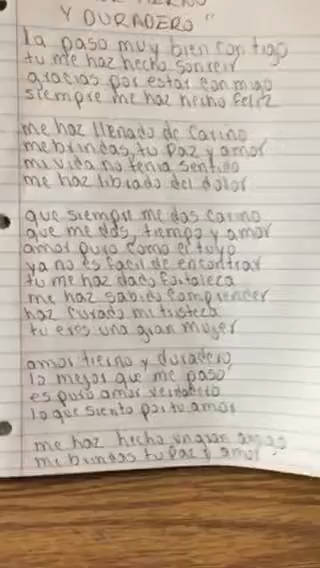 Y DURADERO"
la paso muy bien contigo
tu me haz hecho sonreir
gracias por estar conmigo
siempre me haz hecho feliz
me haz llenado de cariño
me brindas tu paz y amor
mi vida no tenia sentido
me haz librado del dolor
que siempre me das cariño
que me das tiempo y amor
amor puro como el tuyo
ya no es facil de encontrar
tu me haz dado fortaleza
me haz sabido comprender
haz curado mi tristeza
tu eres una gran mujer
amor tierno y duradero
lo mejor que me paso
es puro amor verdadero
lo que siento por tu amor
me haz hecho un gran
me brindas tu paz y amor